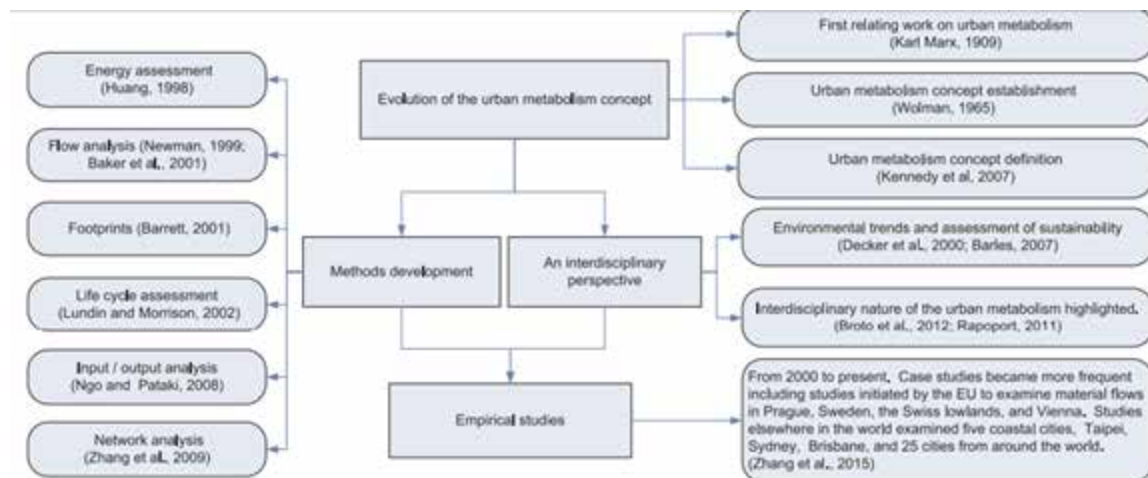 Energy assessment
(Huang, 1998)
Flow analysis (Newman, 1999;
Baker et al., 2001)
Footprints (Barrett, 2001)
Life cycle assessment
(Lundin and Morrison, 2002)
Input / output analysis
(Ngo and Pataki, 2008)
Network analysis
(Zhang et al., 2009)
Evolution of the urban metabolism concept
Methods development
An interdisciplinary
perspective
Empirical studies
First relating work on urban metabolism
(Karl Marx, 1909)
Urban metabolism concept establishment
(Wolman, 1965)
Urban metabolism concept definition
(Kennedy et al, 2007)
Environmental trends and assessment of sustainability
(Decker et al., 2000; Barles, 2007)
Interdisciplinary nature of the urban metabolism highlighted.
(Broto et al., 2012; Rapoport, 2011)
From 2000 to present, Case studies became more frequent
including studies initiated by the EU to examine material flows
in Prague, Sweden, the Swiss lowlands, and Vienna. Studies
elsewhere in the world examined five coastal cities, Taipei,
Sydney, Brisbane, and 25 cities from around the world.
(Zhang et al., 2015)